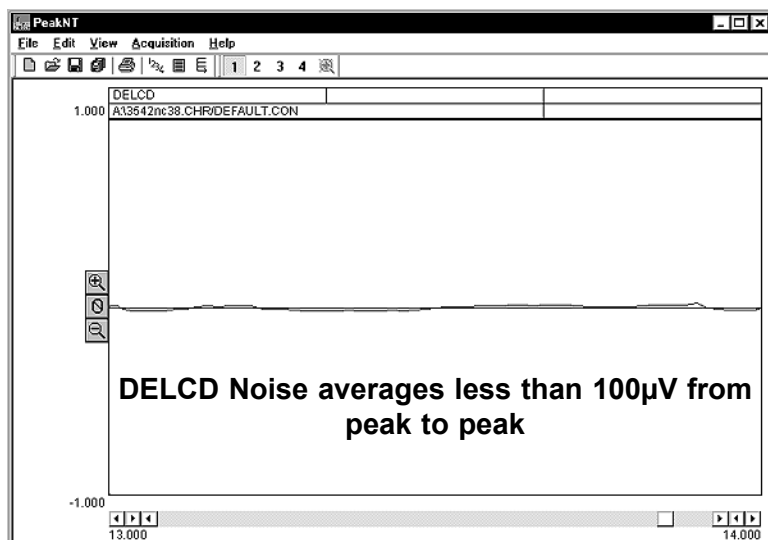 PeakNT
File Edit View Acquisition Help
1 2 3 4
DELCD
1.000 A:\3542nc38.CHR/DEFAULT.CON
DELCD Noise averages less than 100µV from
peak to peak
-1.000
13.000 14.000